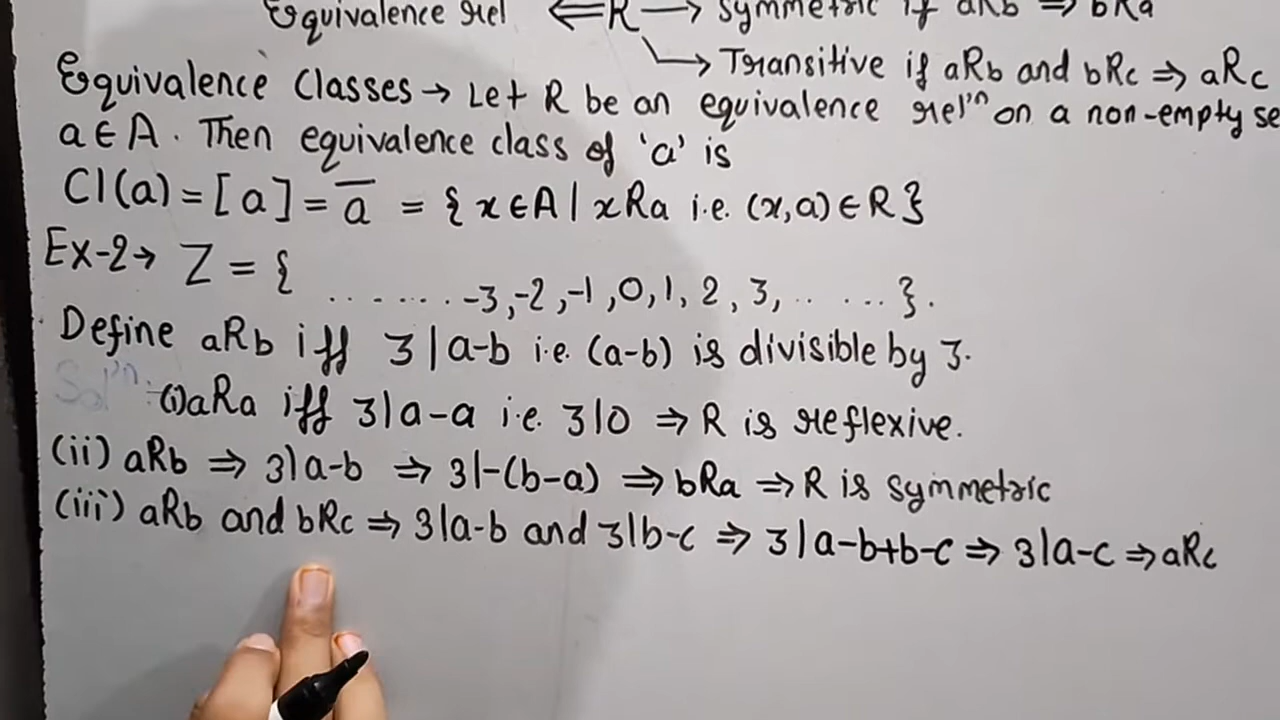 Equivalence rel ⇐ R → symmetric if aRb ⇒ bRa
→ Transitive if aRb and bRc ⇒ aRc
Equivalence Classes → Let R be an equivalence relⁿ on a non-empty se
a ∈ A. Then equivalence class of 'a' is
Cl(a) = [a] = a̅ = { x ∈ A | xRa i.e. (x,a) ∈ R }
Ex-2 → Z = { ....... -3, -2, -1, 0, 1, 2, 3, ..... }.
Define aRb iff 3 | a-b i.e. (a-b) is divisible by 3.
Solⁿ:- (i) aRa iff 3|a-a i.e. 3|0 ⇒ R is reflexive.
(ii) aRb ⇒ 3|a-b ⇒ 3|-(b-a) ⇒ bRa ⇒ R is symmetric
(iii) aRb and bRc ⇒ 3|a-b and 3|b-c ⇒ 3|a-b+b-c ⇒ 3|a-c ⇒ aRc